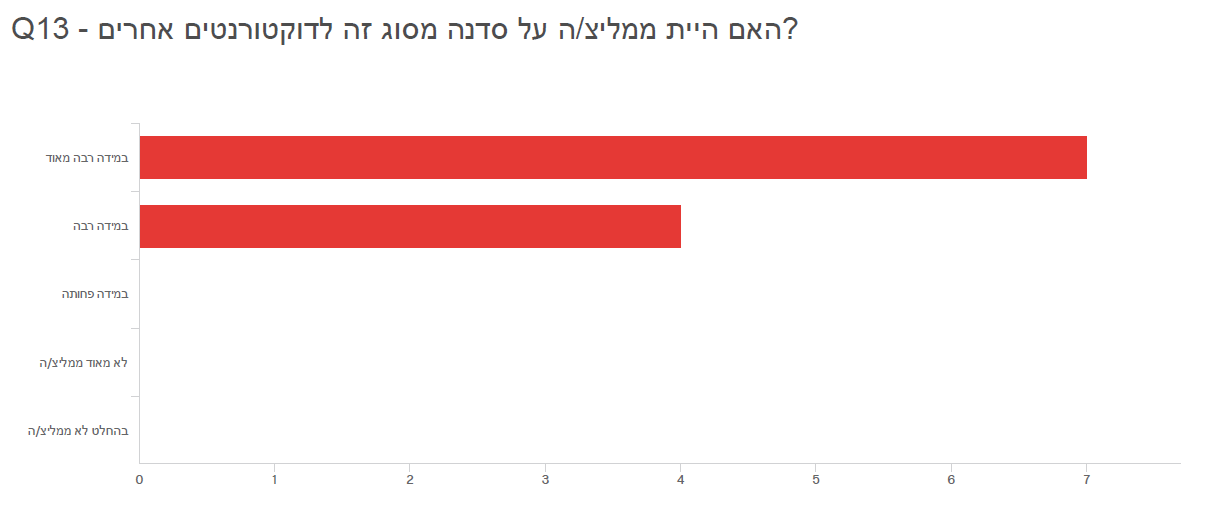 Q13 - האם היית ממליצ/ה על סדנה מסוג זה לדוקטורנטים אחרים?
במידה רבה מאוד
במידה רבה
במידה פחותה
לא מאוד ממליצ/ה
בהחלט לא ממליצ/ה
0 1 2 3 4 5 6 7